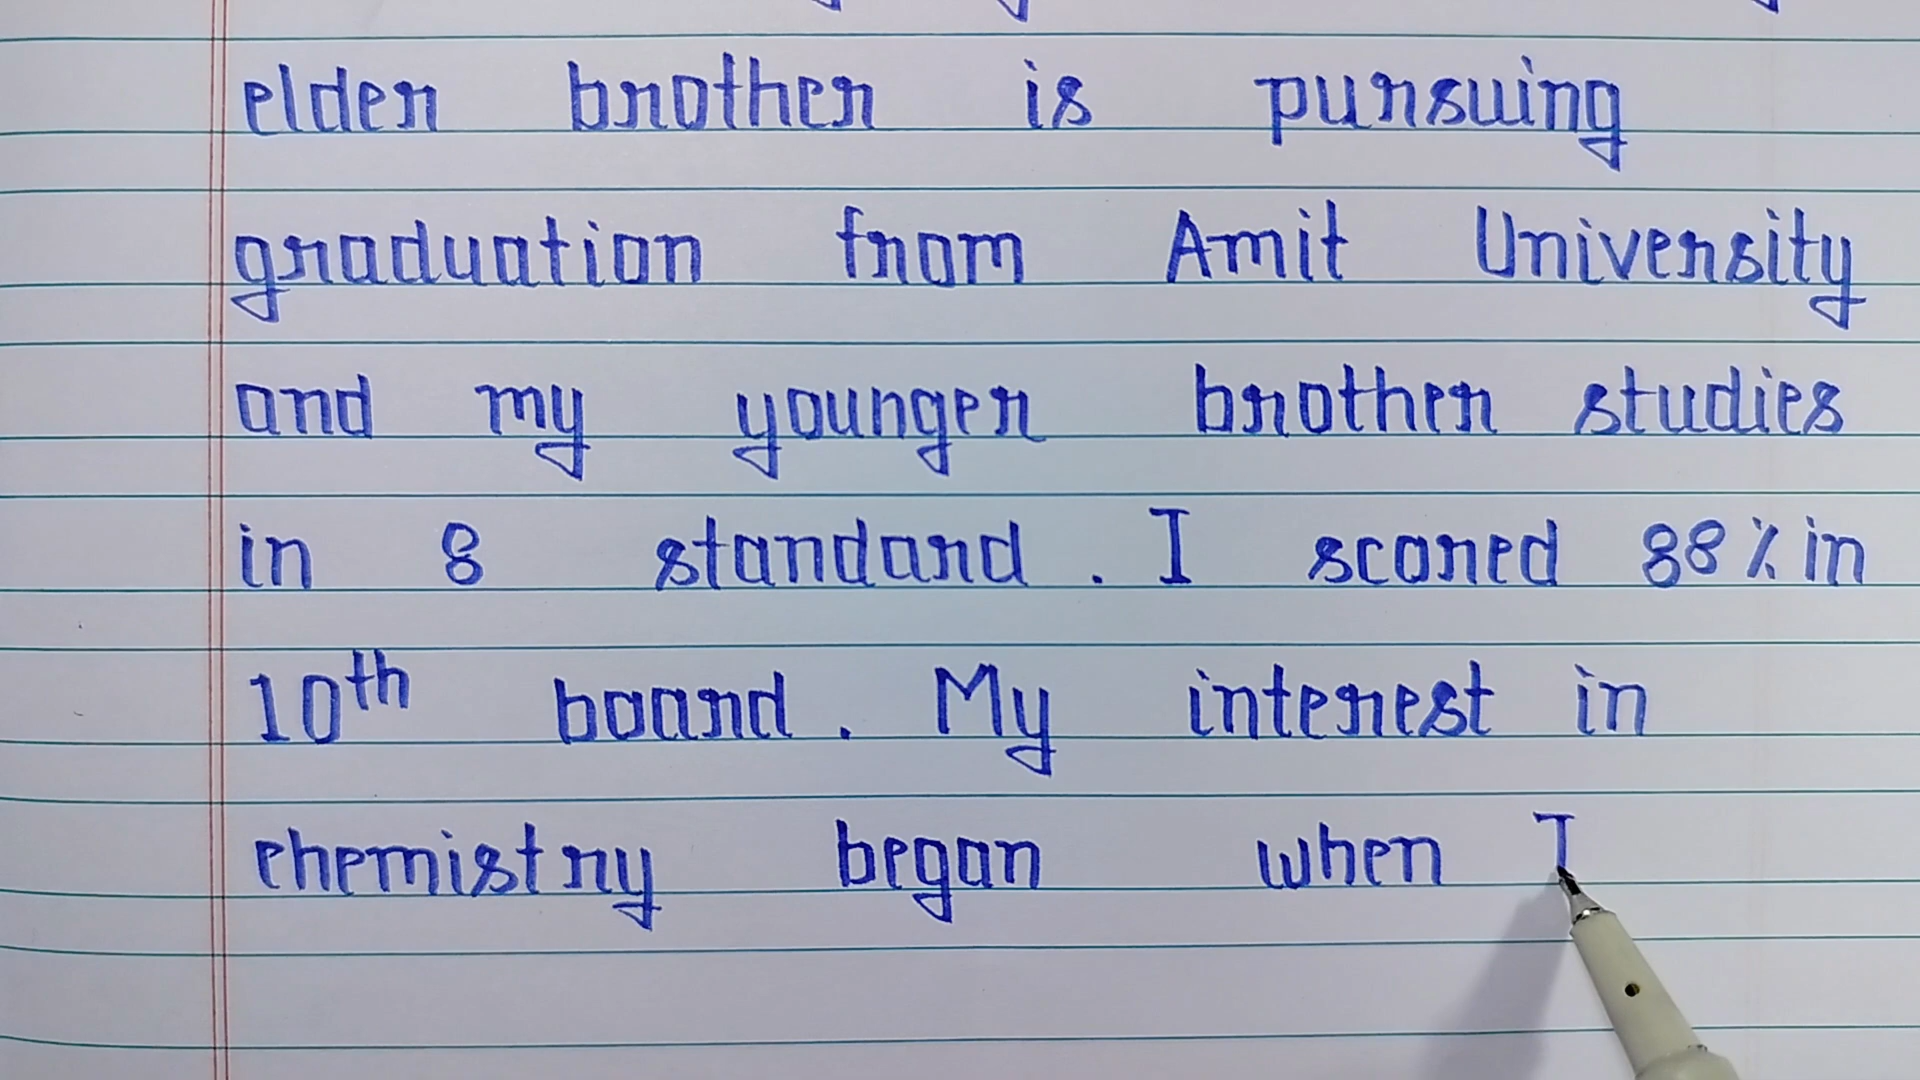 elder brother is pursuing
graduation from Amit University
and my younger brother studies
in 8 standard. I scored 88% in
10th board. My interest in
chemistry began when I